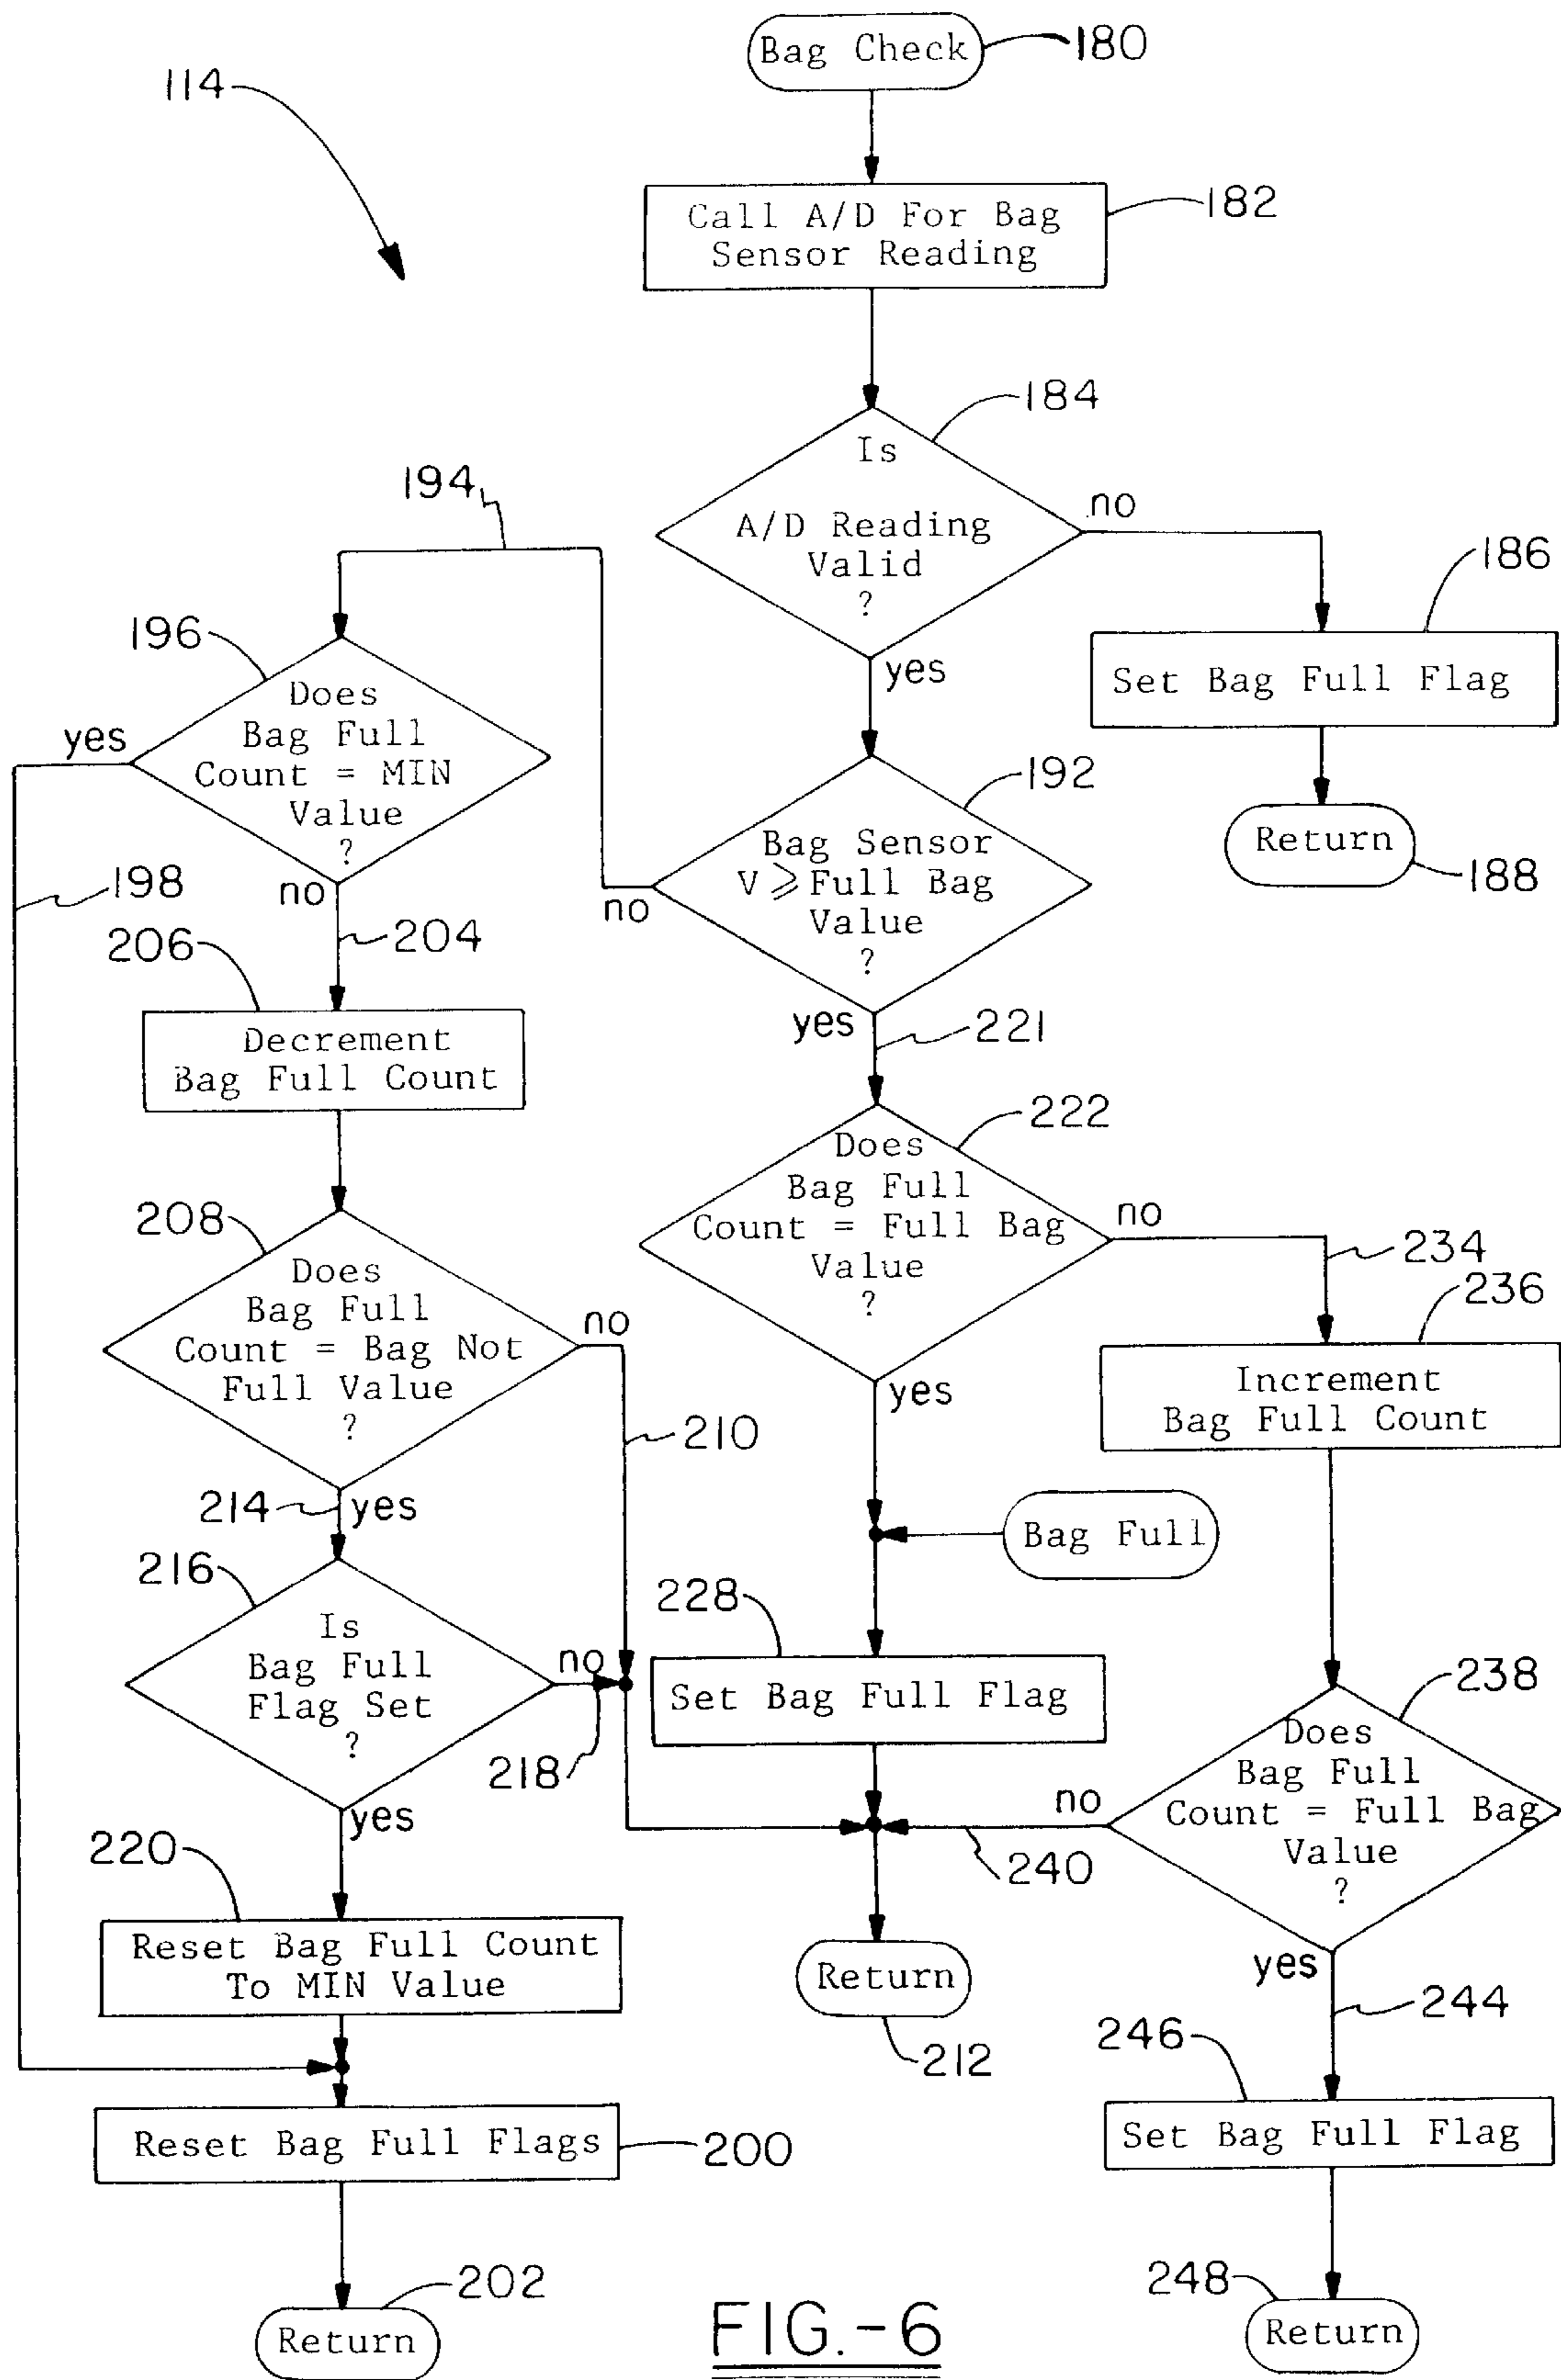 Bag Check
180
114
Call A/D For Bag
Sensor Reading
182
Is
A/D Reading
Valid
?
184
no
yes
186
Set Bag Full Flag
Return
188
194
196
Does
Bag Full
Count = MIN
Value
?
yes
no
198
204
192
Bag Sensor
V ⩾ Full Bag
Value
?
no
yes
221
206
Decrement
Bag Full Count
208
Does
Bag Full
Count = Bag Not
Full Value
?
no
210
214
yes
222
Does
Bag Full
Count = Full Bag
Value
?
no
yes
234
236
Increment
Bag Full Count
Bag Full
216
Is
Bag Full
Flag Set
?
no
218
yes
228
Set Bag Full Flag
238
Does
Bag Full
Count = Full Bag
Value
?
no
240
yes
244
220
Reset Bag Full Count
To MIN Value
Return
212
246
Set Bag Full Flag
Reset Bag Full Flags
200
202
Return
248
Return
FIG.-6